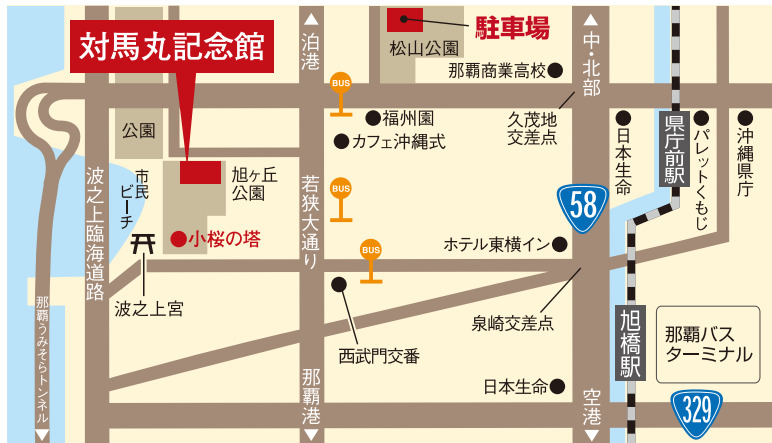 対馬丸記念館
泊港
松山公園
駐車場
中・北部
那覇商業高校
BUS
公園
福州園
カフェ沖縄式
久茂地
交差点
日本生命
県庁前駅
パレットくもじ
沖縄県庁
市民
ビーチ
旭ヶ丘
公園
波之上臨海道路
若狭大通り
BUS
58
小桜の塔
ホテル東横イン
BUS
波之上宮
泉崎交差点
那覇うみそらトンネル
西武門交番
旭橋駅
那覇バス
ターミナル
那覇港
日本生命
空港
329